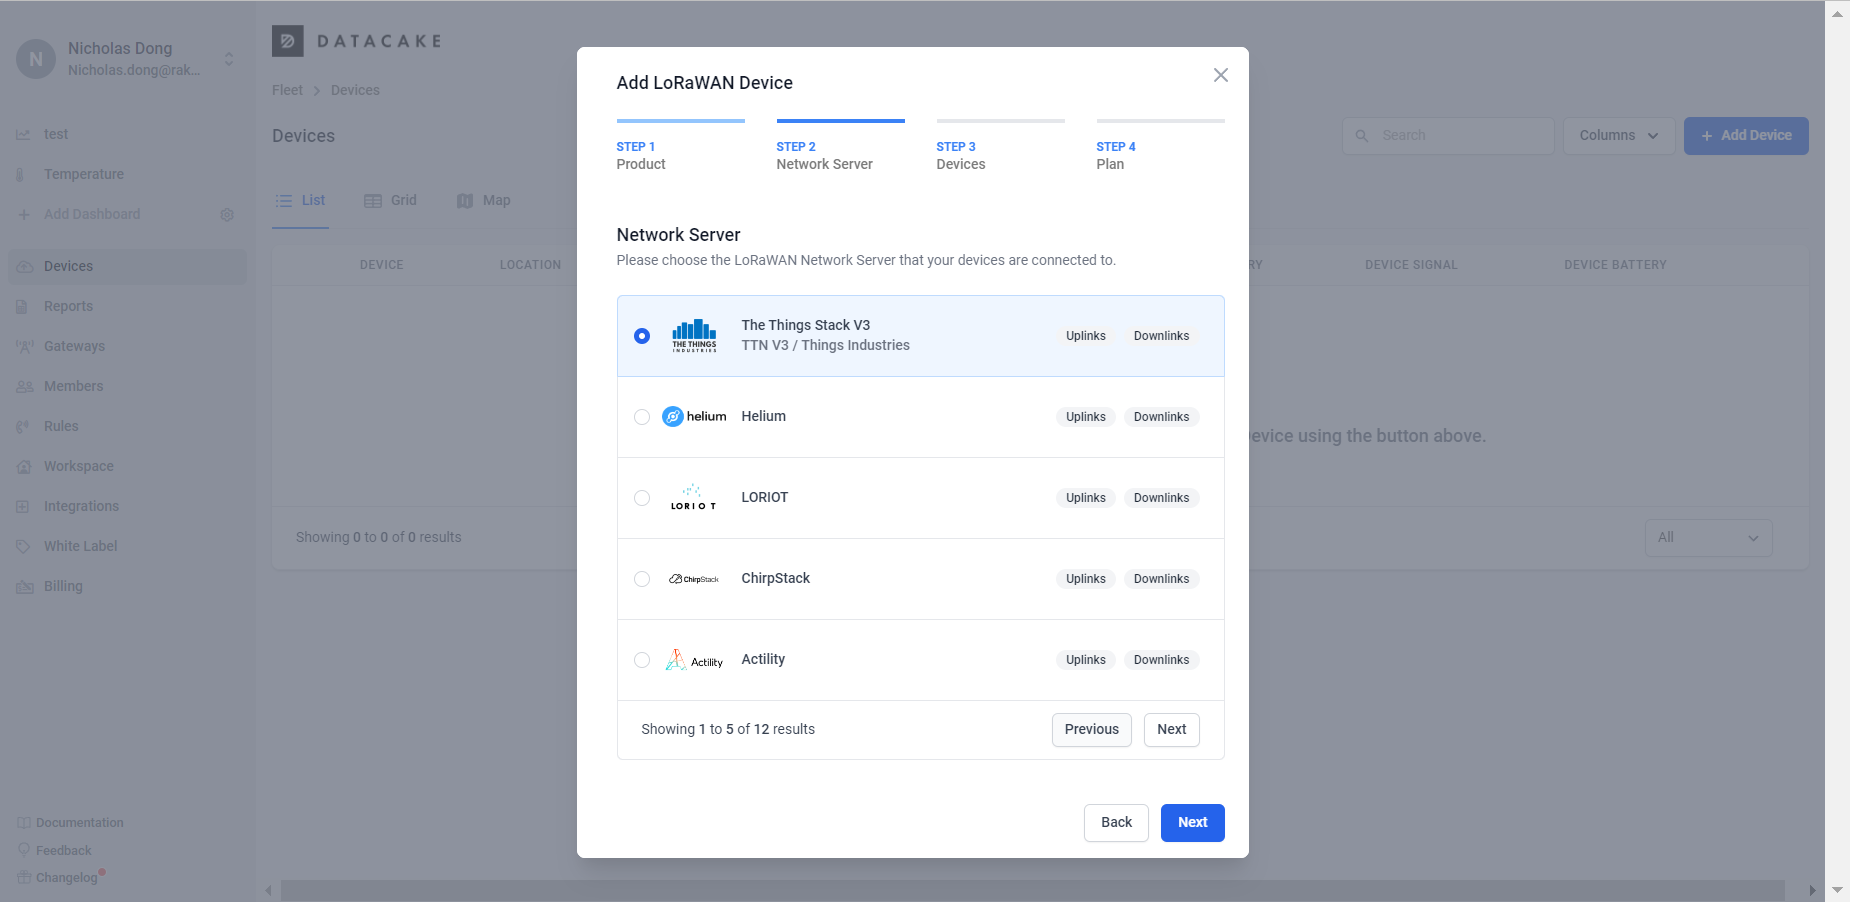 N
Nicholas Dong
Nicholas.dong@rak...
test
Temperature
Add Dashboard
Devices
Reports
Gateways
Members
Rules
Workspace
Integrations
White Label
Billing
Documentation
Feedback
Changelog
DATACAKE
Fleet > Devices
Devices
Search
Columns
+ Add Device
List
Grid
Map
DEVICE
LOCATION
RY
DEVICE SIGNAL
DEVICE BATTERY
evice using the button above.
Showing 0 to 0 of 0 results
All
Add LoRaWAN Device
STEP 1
Product
STEP 2
Network Server
STEP 3
Devices
STEP 4
Plan
Network Server
Please choose the LoRaWAN Network Server that your devices are connected to.
THE THINGS
INDUSTRIES
The Things Stack V3
TTN V3 / Things Industries
Uplinks Downlinks
helium
Helium
Uplinks Downlinks
LORIOT
LORIOT
Uplinks Downlinks
ChirpStack
ChirpStack
Uplinks Downlinks
Actility
Actility
Uplinks Downlinks
Showing 1 to 5 of 12 results
Previous
Next
Back
Next